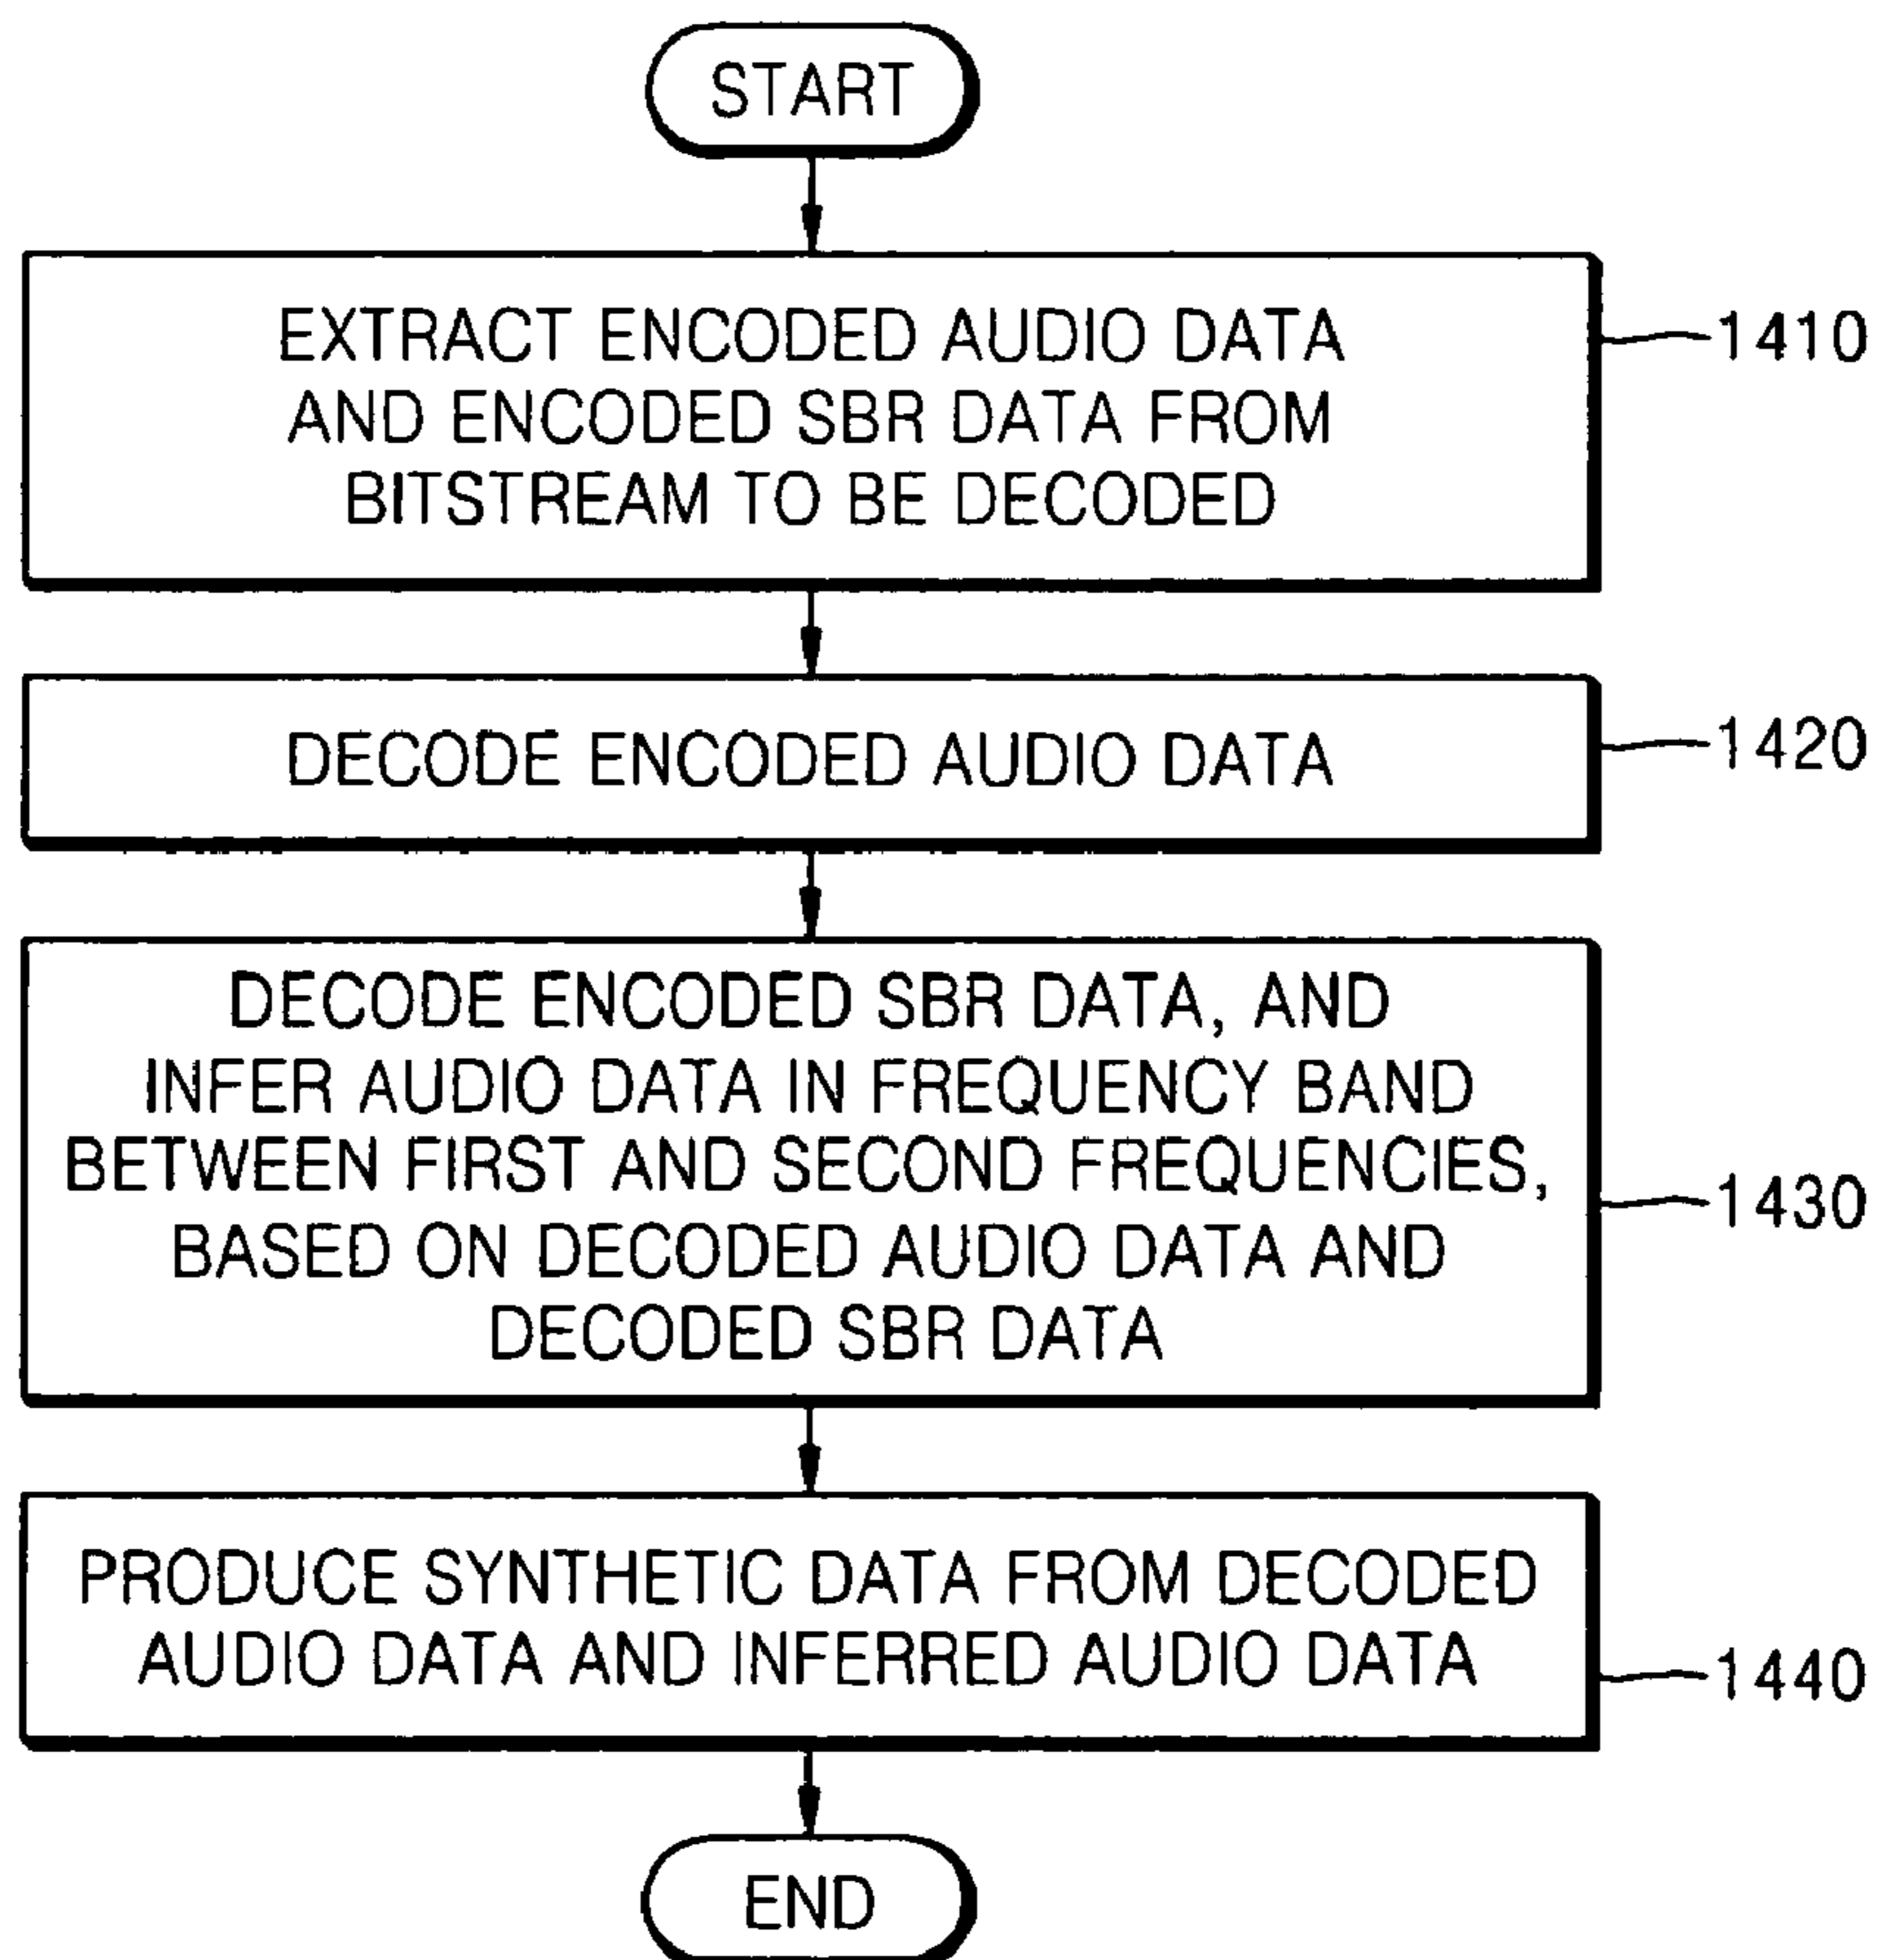 START
EXTRACT ENCODED AUDIO DATA
AND ENCODED SBR DATA FROM
BITSTREAM TO BE DECODED
1410
DECODE ENCODED AUDIO DATA
1420
DECODE ENCODED SBR DATA, AND
INFER AUDIO DATA IN FREQUENCY BAND
BETWEEN FIRST AND SECOND FREQUENCIES,
BASED ON DECODED AUDIO DATA AND
DECODED SBR DATA
1430
PRODUCE SYNTHETIC DATA FROM DECODED
AUDIO DATA AND INFERRED AUDIO DATA
1440
END